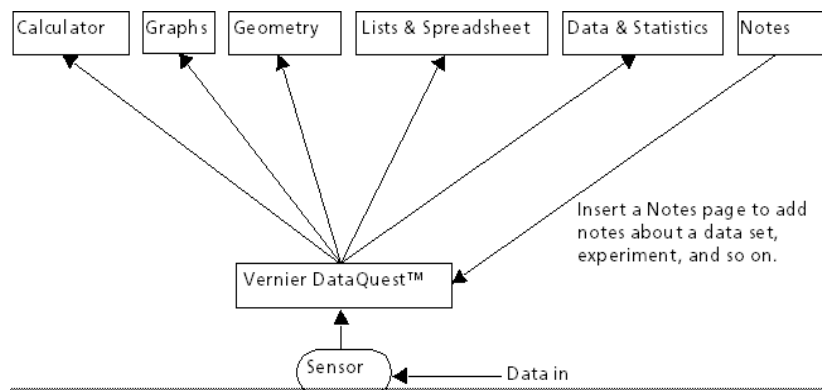 Calculator
Graphs
Geometry
Lists & Spreadsheet
Data & Statistics
Notes
Insert a Notes page to add
notes about a data set,
experiment, and so on.
Vernier DataQuest™
Sensor
Data in